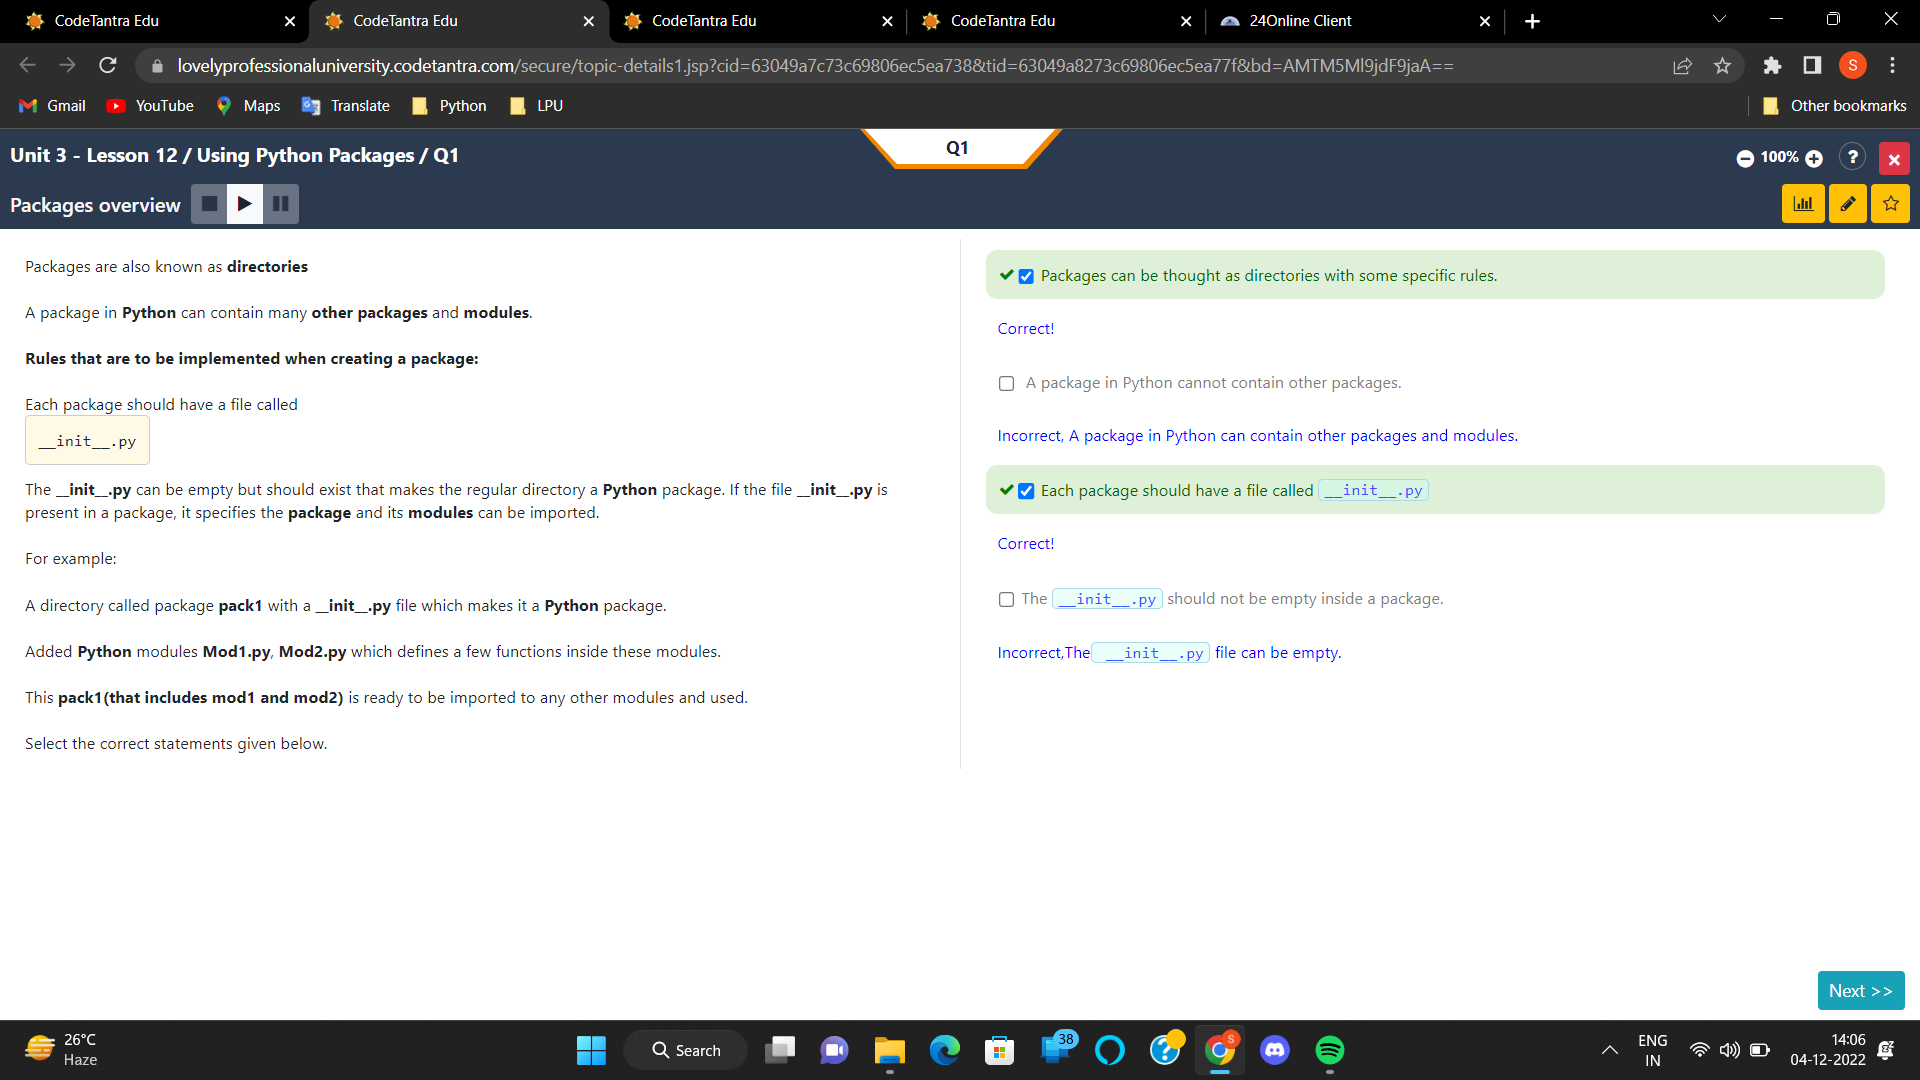 CodeTantra Edu
CodeTantra Edu
CodeTantra Edu
CodeTantra Edu
24Online Client
lovelyprofessionaluniversity.codetantra.com/secure/topic-details1.jsp?cid=63049a7c73c69806ec5ea738&tid=63049a8273c69806ec5ea77f&bd=AMTM5Ml9jdF9jaA==
S
Gmail
YouTube
Maps
Translate
Python
LPU
Other bookmarks
Unit 3 - Lesson 12 / Using Python Packages / Q1
Q1
100%
?
Packages overview
Packages are also known as directories
A package in Python can contain many other packages and modules.
Rules that are to be implemented when creating a package:
Each package should have a file called
__init__.py
The __init__.py can be empty but should exist that makes the regular directory a Python package. If the file __init__.py is
present in a package, it specifies the package and its modules can be imported.
For example:
A directory called package pack1 with a __init__.py file which makes it a Python package.
Added Python modules Mod1.py, Mod2.py which defines a few functions inside these modules.
This pack1(that includes mod1 and mod2) is ready to be imported to any other modules and used.
Select the correct statements given below.
Packages can be thought as directories with some specific rules.
Correct!
A package in Python cannot contain other packages.
Incorrect, A package in Python can contain other packages and modules.
Each package should have a file called __init__.py
Correct!
The __init__.py should not be empty inside a package.
Incorrect,The __init__.py file can be empty.
Next >>
26°C
Haze
Search
38
S
ENG
IN
14:06
04-12-2022